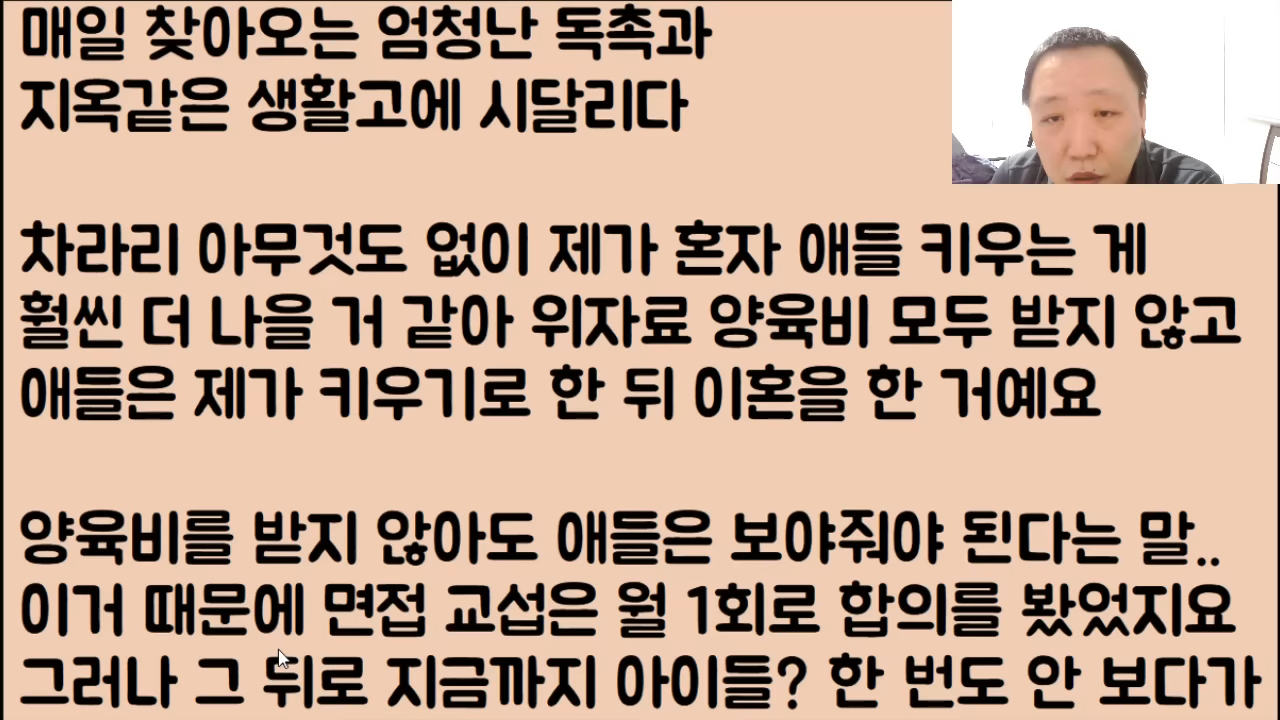 매일 찾아오는 엄청난 독촉과
지옥같은 생활고에 시달리다
차라리 아무것도 없이 제가 혼자 애들 키우는 게
훨씬 더 나을 거 같아 위자료 양육비 모두 받지 않고
애들은 제가 키우기로 한 뒤 이혼을 한 거예요
양육비를 받지 않아도 애들은 보야줘야 된다는 말..
이거 때문에 면접 교섭은 월 1회로 합의를 봤었지요
그러나 그 뒤로 지금까지 아이들? 한 번도 안 보다가